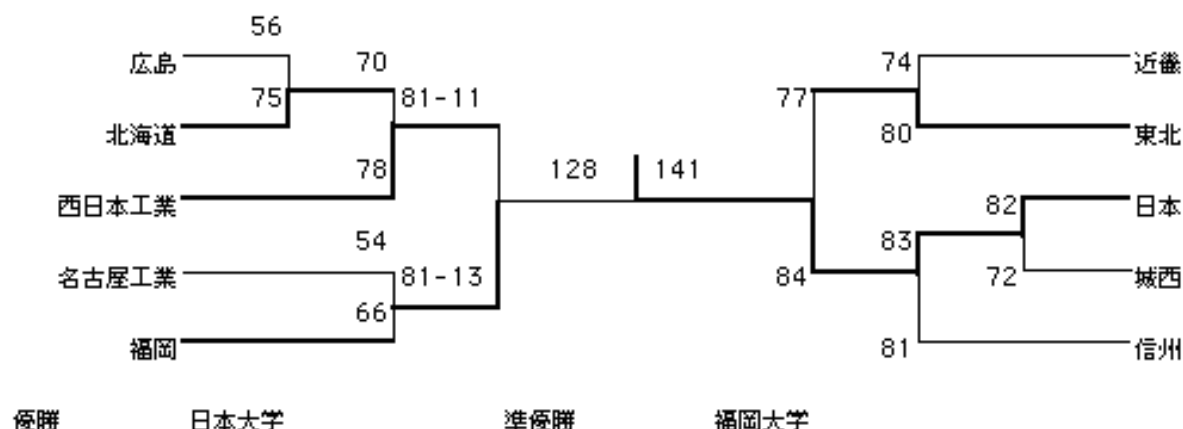 56
広島 70 74 近畿
75 81-11 77
北海道 80 東北
78 128 141
西日本工業 82 日本
54 83
名古屋工業 81-13 84 72 城西
66
福岡 81 信州
優勝 日本大学 準優勝 福岡大学